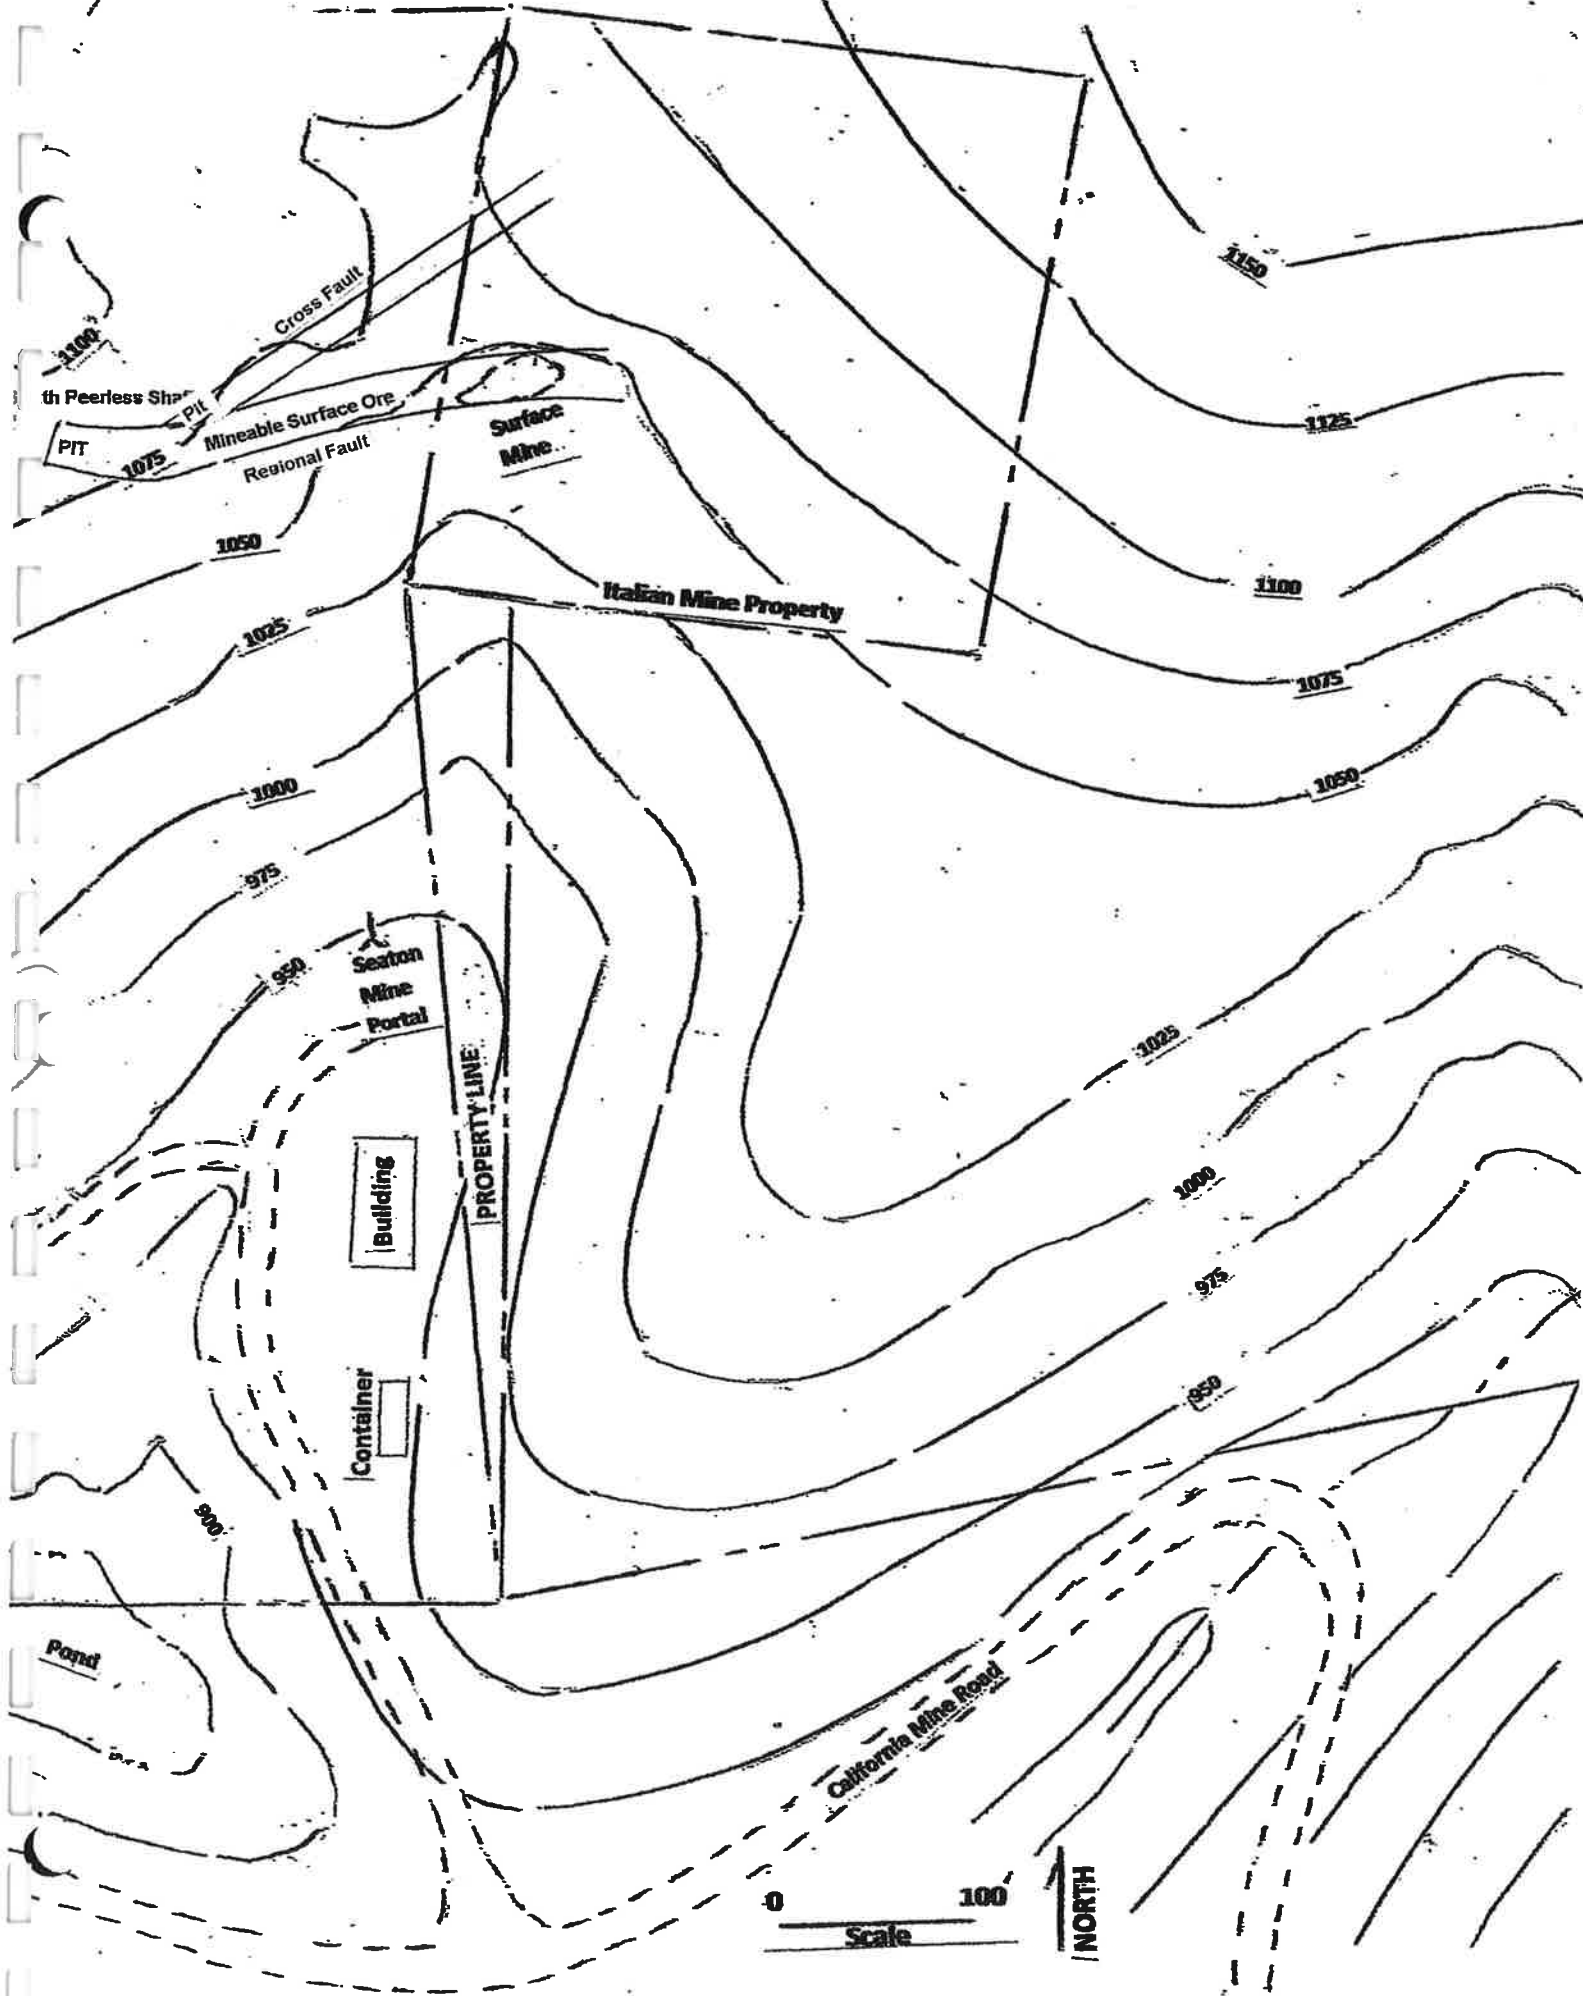 1150
Cross Fault
1100
th Peerless Sha
Pit
Mineable Surface Ore
PIT
1075
Regional Fault
Surface
Mine
1125
1050
1100
Italian Mine Property
1025
1075
1050
1000
975
950
Seaton
Mine
Portal
1025
PROPERTY LINE
Building
1000
975
Container
950
900
Pond
California Mine Road
0 100
Scale
NORTH